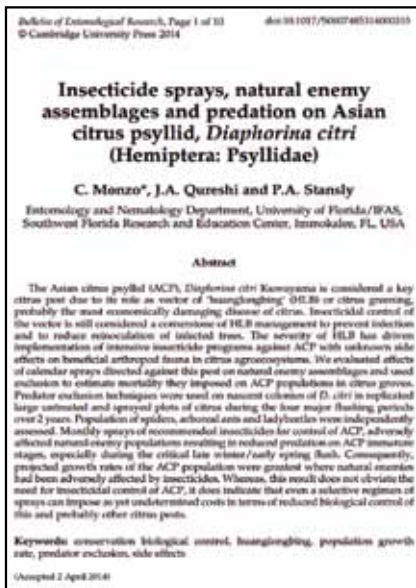 Bulletin of Entomological Research, Page 1 of 10 doi:10.1017/S0007485314000315
© Cambridge University Press 2014
Insecticide sprays, natural enemy
assemblages and predation on Asian
citrus psyllid, Diaphorina citri
(Hemiptera: Psyllidae)
C. Monzo*, J.A. Qureshi and P.A. Stansly
Entomology and Nematology Department, University of Florida/IFAS,
Southwest Florida Research and Education Center, Immokalee, FL, USA
Abstract
The Asian citrus psyllid (ACP), Diaphorina citri Kuwayama is considered a key
citrus pest due to its role as vector of 'huanglongbing' (HLB) or citrus greening,
probably the most economically damaging disease of citrus. Insecticidal control of
the vector is still considered a cornerstone of HLB management to prevent infection
and to reduce reinoculation of infected trees. The severity of HLB has driven
implementation of intensive insecticide programs against ACP with unknown side
effects on beneficial arthropod fauna in citrus agroecosystems. We evaluated effects
of calendar sprays directed against this pest on natural enemy assemblages and used
exclusion to estimate mortality they imposed on ACP populations in citrus groves.
Predator exclusion techniques were used on nascent colonies of D. citri in replicated
large untreated and sprayed plots of citrus during the four major flushing periods
over 2 years. Population of spiders, arboreal ants and ladybeetles were independently
assessed. Monthly sprays of recommended insecticides for control of ACP, adversely
affected natural enemy populations resulting in reduced predation on ACP immature
stages, especially during the critical late winter/early spring flush. Consequently,
projected growth rates of the ACP population were greatest where natural enemies
had been adversely affected by insecticides. Whereas, this result does not obviate the
need for insecticidal control of ACP, it does indicate that even a selective regimen of
sprays can impose as yet undetermined costs in terms of reduced biological control of
this and probably other citrus pests.
Keywords: conservation biological control, huanglongbing, population growth
rate, predator exclusion, side effects
(Accepted 2 April 2014)